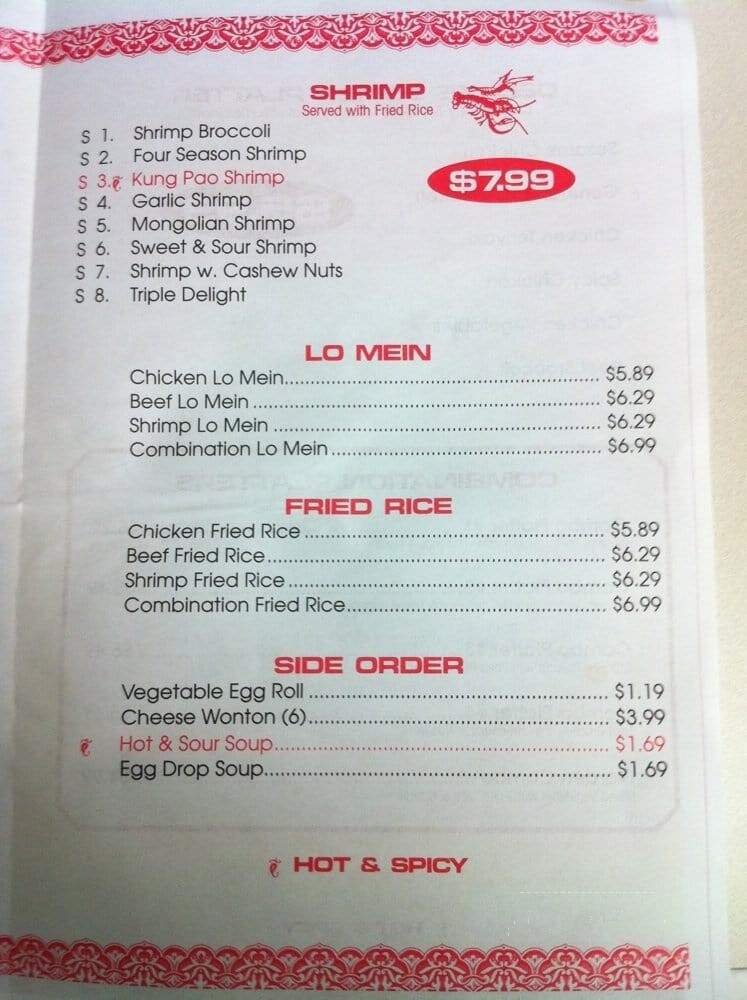 SHRIMP
Served with Fried Rice
$7.99
S 1. Shrimp Broccoli
S 2. Four Season Shrimp
S 3. Kung Pao Shrimp
S 4. Garlic Shrimp
S 5. Mongolian Shrimp
S 6. Sweet & Sour Shrimp
S 7. Shrimp w. Cashew Nuts
S 8. Triple Delight
LO MEIN
Chicken Lo Mein $5.89
Beef Lo Mein $6.29
Shrimp Lo Mein $6.29
Combination Lo Mein $6.99
FRIED RICE
Chicken Fried Rice $5.89
Beef Fried Rice $6.29
Shrimp Fried Rice $6.29
Combination Fried Rice $6.99
SIDE ORDER
Vegetable Egg Roll $1.19
Cheese Wonton (6) $3.99
Hot & Sour Soup $1.69
Egg Drop Soup $1.69
HOT & SPICY